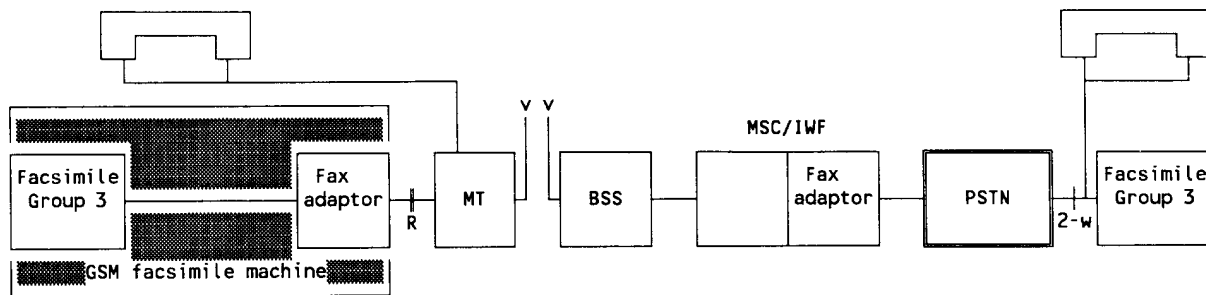 MSC/IWF
Facsimile
Group 3
Fax
adaptor
R
MT
v v
BSS
Fax
adaptor
PSTN
2-w
Facsimile
Group 3
GSM facsimile machine